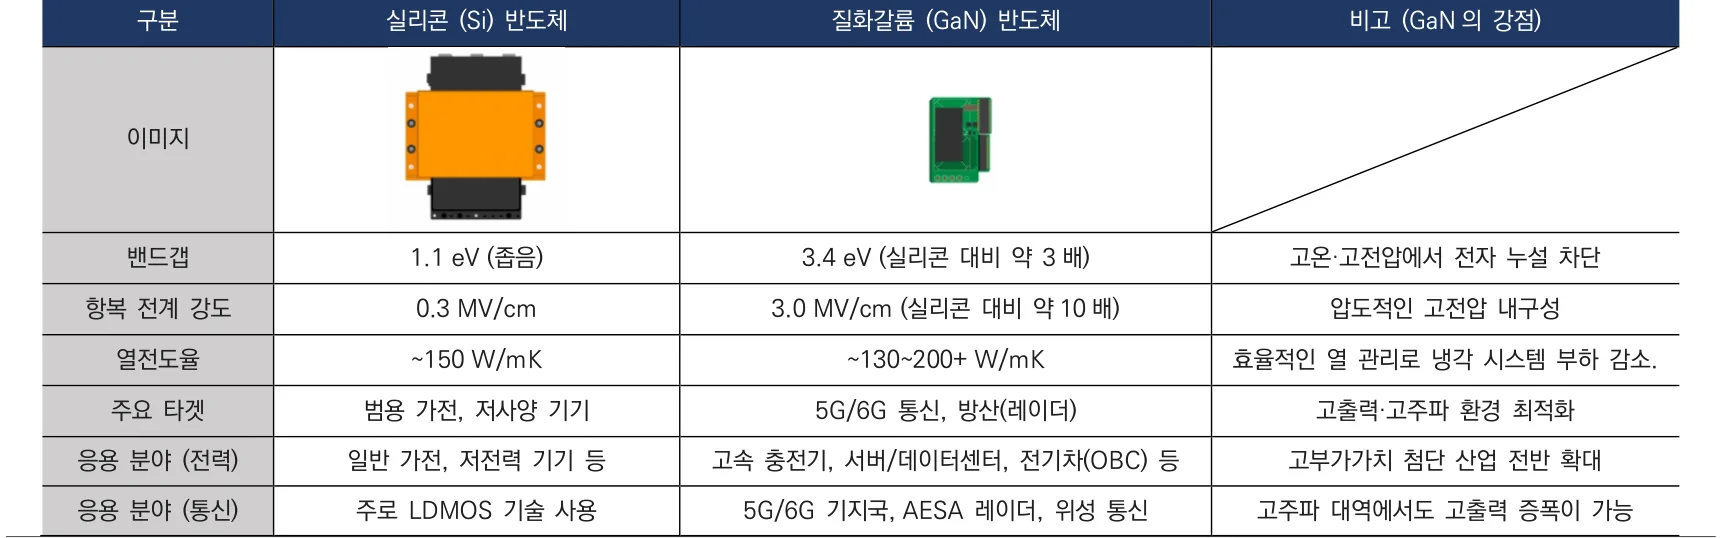 구분 실리콘 (Si) 반도체 질화갈륨 (GaN) 반도체 비고 (GaN의 강점)
이미지
밴드갭 1.1 eV (좁음) 3.4 eV (실리콘 대비 약 3배) 고온·고전압에서 전자 누설 차단
항복 전계 강도 0.3 MV/cm 3.0 MV/cm (실리콘 대비 약 10배) 압도적인 고전압 내구성
열전도율 ~150 W/mK ~130~200+ W/mK 효율적인 열 관리로 냉각 시스템 부하 감소.
주요 타겟 범용 가전, 저사양 기기 5G/6G 통신, 방산(레이더) 고출력·고주파 환경 최적화
응용 분야 (전력) 일반 가전, 저전력 기기 등 고속 충전기, 서버/데이터센터, 전기차(OBC) 등 고부가가치 첨단 산업 전반 확대
응용 분야 (통신) 주로 LDMOS 기술 사용 5G/6G 기지국, AESA 레이더, 위성 통신 고주파 대역에서도 고출력 증폭이 가능